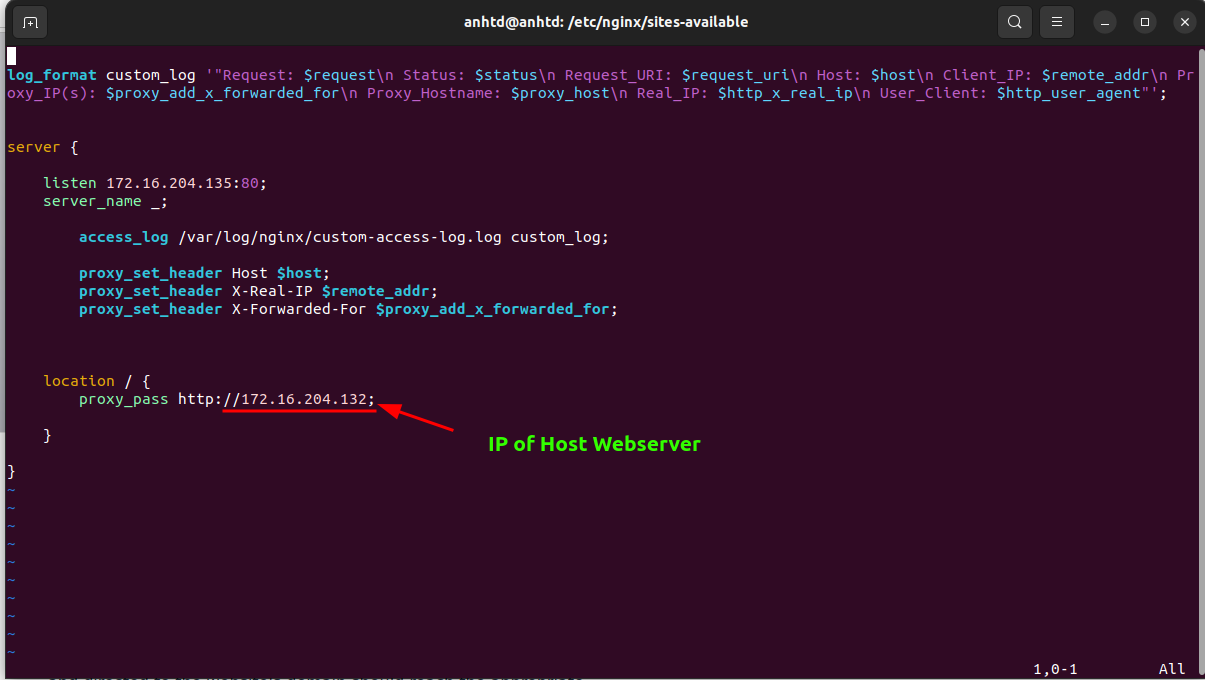 anhtd@anhtd: /etc/nginx/sites-available
log_format custom_log '"Request: $request\n Status: $status\n Request_URI: $request_uri\n Host: $host\n Client_IP: $remote_addr\n Pr
oxy_IP(s): $proxy_add_x_forwarded_for\n Proxy_Hostname: $proxy_host\n Real_IP: $http_x_real_ip\n User_Client: $http_user_agent"';
server {
listen 172.16.204.135:80;
server_name _;
access_log /var/log/nginx/custom-access-log.log custom_log;
proxy_set_header Host $host;
proxy_set_header X-Real-IP $remote_addr;
proxy_set_header X-Forwarded-For $proxy_add_x_forwarded_for;
location / {
proxy_pass http://172.16.204.132;
IP of Host Webserver
}
}
~
~
~
~
~
~
~
~
~
~
1,0-1 All